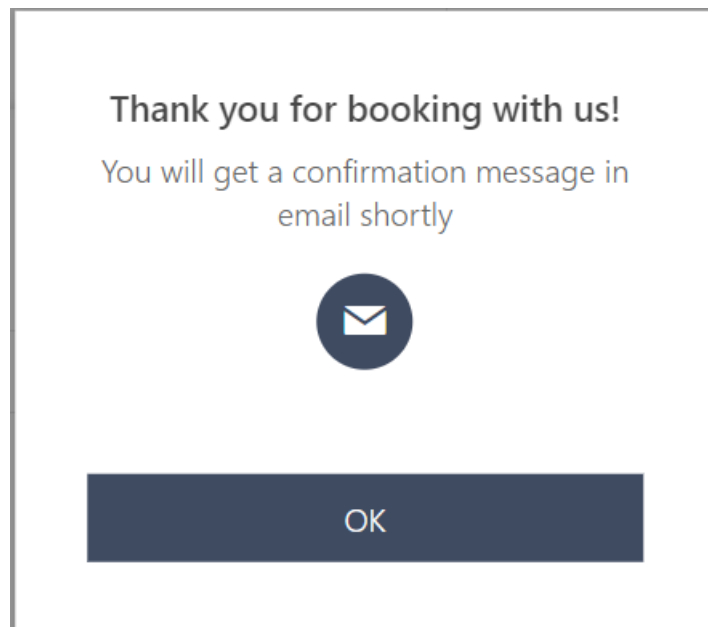 Thank you for booking with us!
You will get a confirmation message in
email shortly
OK